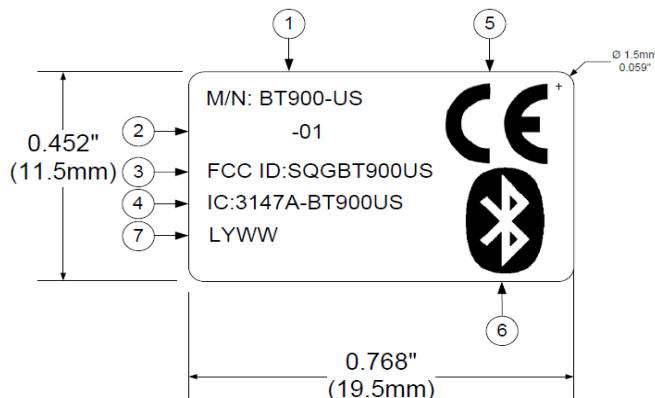 1
5
Ø 1.5mm
0.059"
M/N: BT900-US
-01
2
0.452"
(11.5mm)
3
FCC ID:SQGBT900US
4
IC:3147A-BT900US
7
LYWW
CE
+
6
0.768"
(19.5mm)